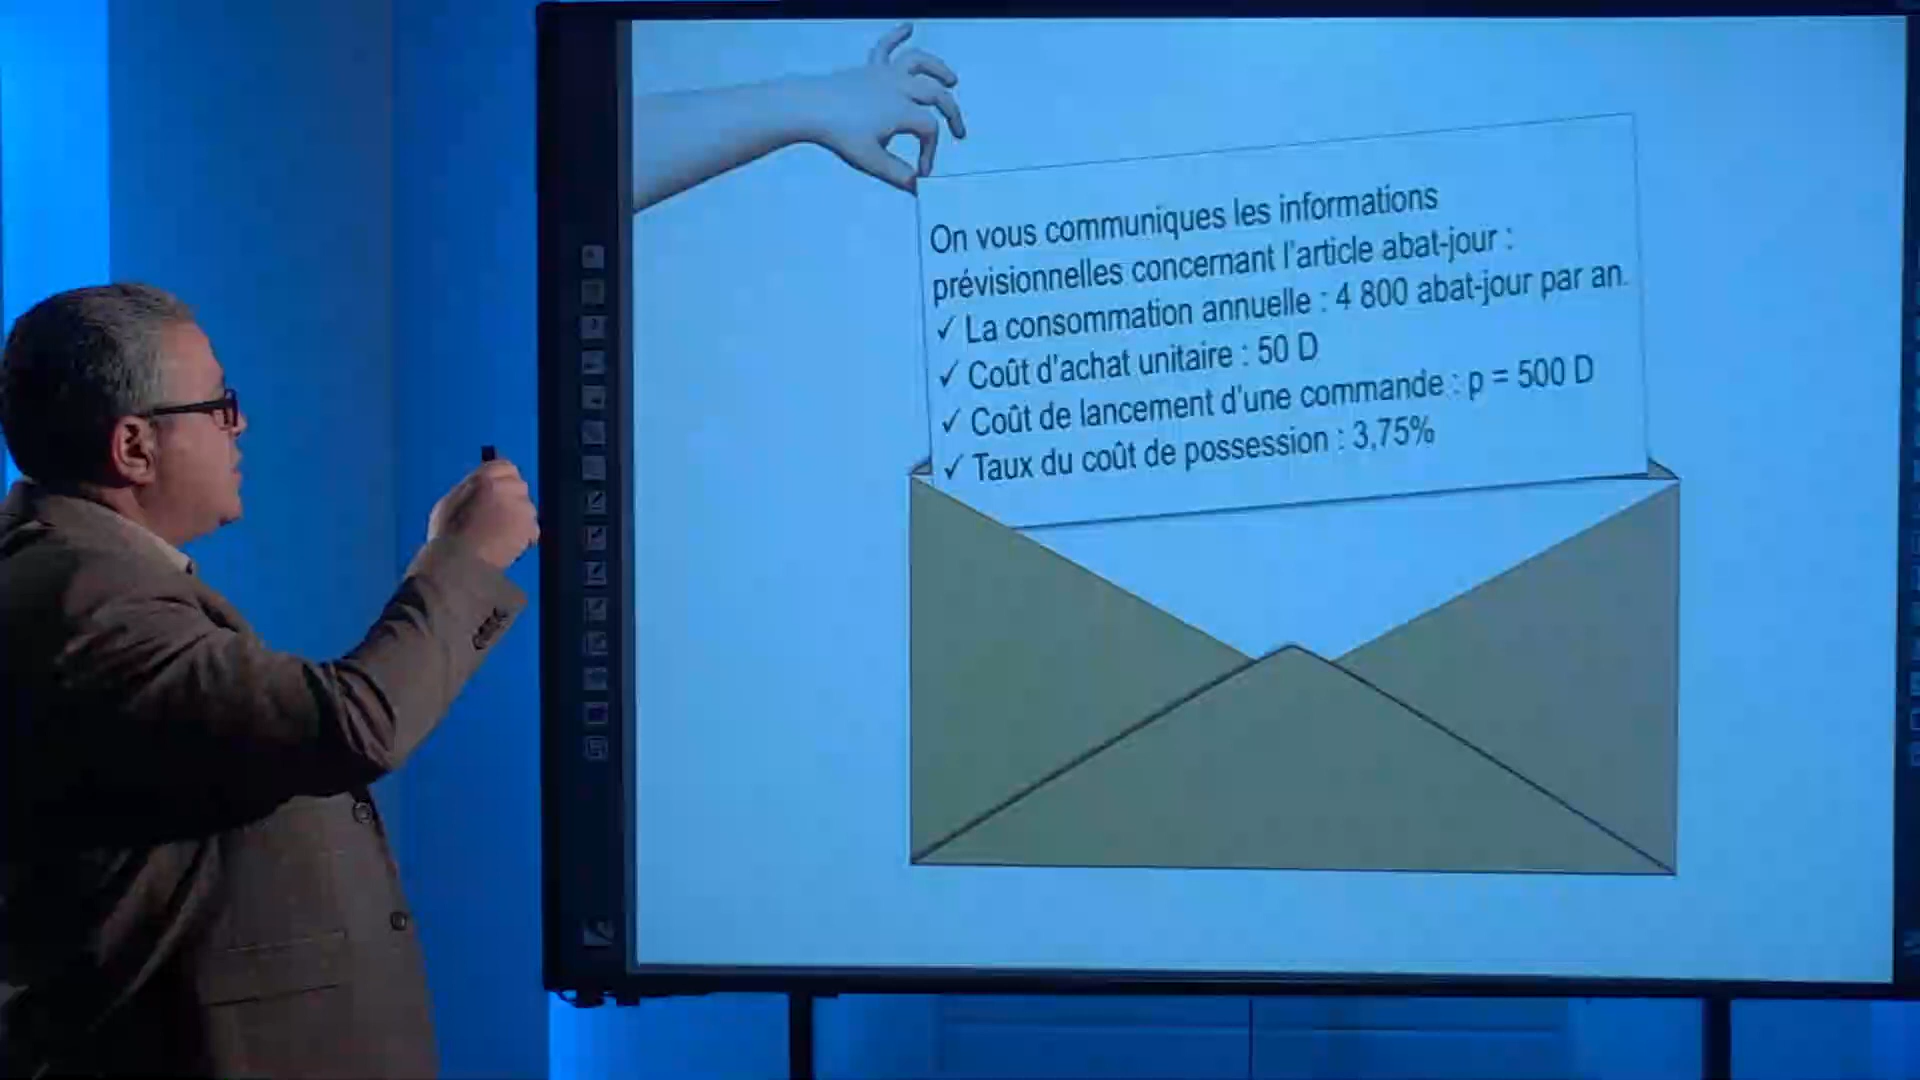 On vous communiques les informations
prévisionnelles concernant l'article abat-jour :
✓ La consommation annuelle : 4 800 abat-jour par an.
✓ Coût d'achat unitaire : 50 D
✓ Coût de lancement d'une commande : p = 500 D
✓ Taux du coût de possession : 3,75%